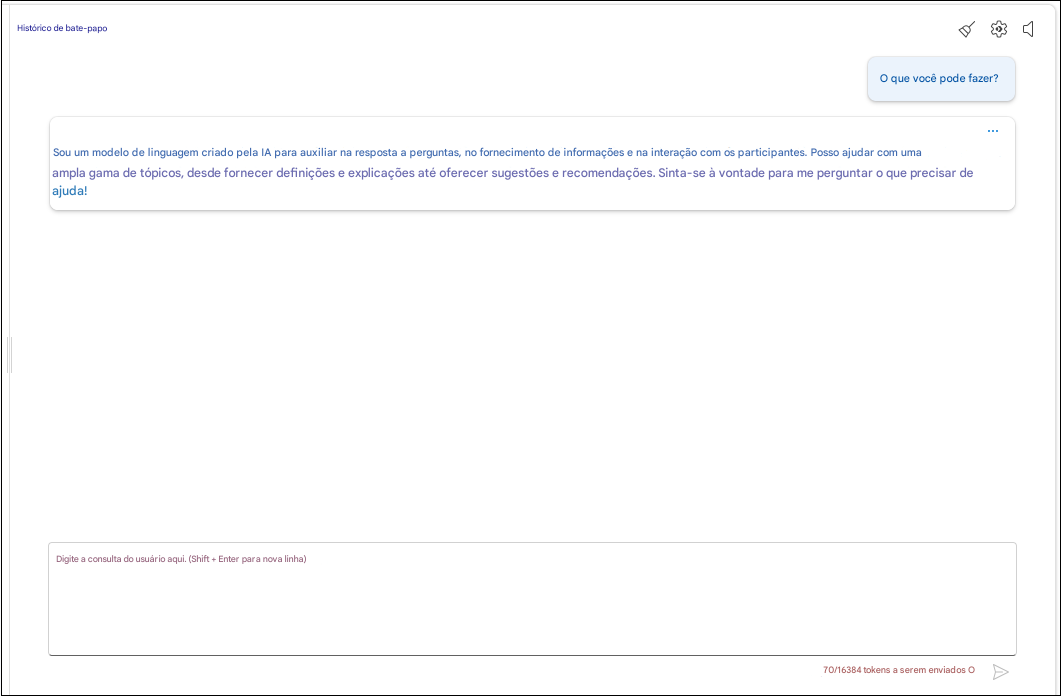 Histórico de bate-papo
O que você pode fazer?
Sou um modelo de linguagem criado pela IA para auxiliar na resposta a perguntas, no fornecimento de informações e na interação com os participantes. Posso ajudar com uma
ampla gama de tópicos, desde fornecer definições e explicações até oferecer sugestões e recomendações. Sinta-se à vontade para me perguntar o que precisar de
ajuda!
Digite a consulta do usuário aqui. (Shift + Enter para nova linha)
70/16384 tokens a serem enviados O